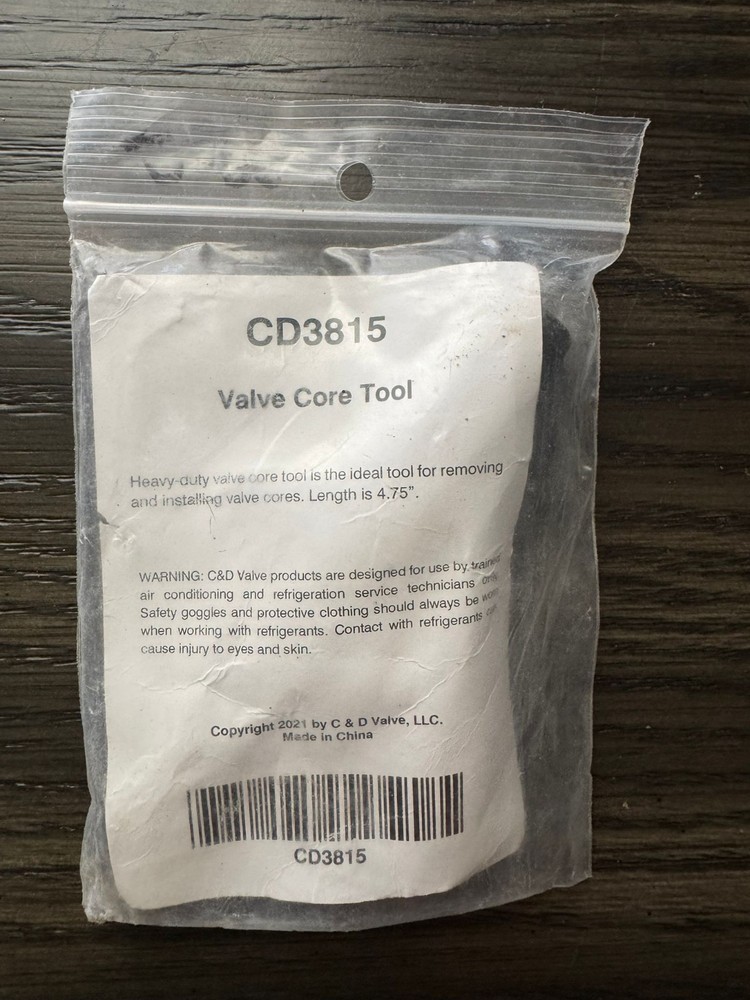 CD3815
Valve Core Tool
Heavy-duty valve core tool is the ideal tool for removing
and installing valve cores. Length is 4.75”.
WARNING: C&D Valve products are designed for use by
air conditioning and refrigeration service technicians
Safety goggles and protective clothing should always be
when working with refrigerants. Contact with refrigerants
cause injury to eyes and skin.
Copyright 2021 by C & D Valve, LLC.
Made in China
CD3815